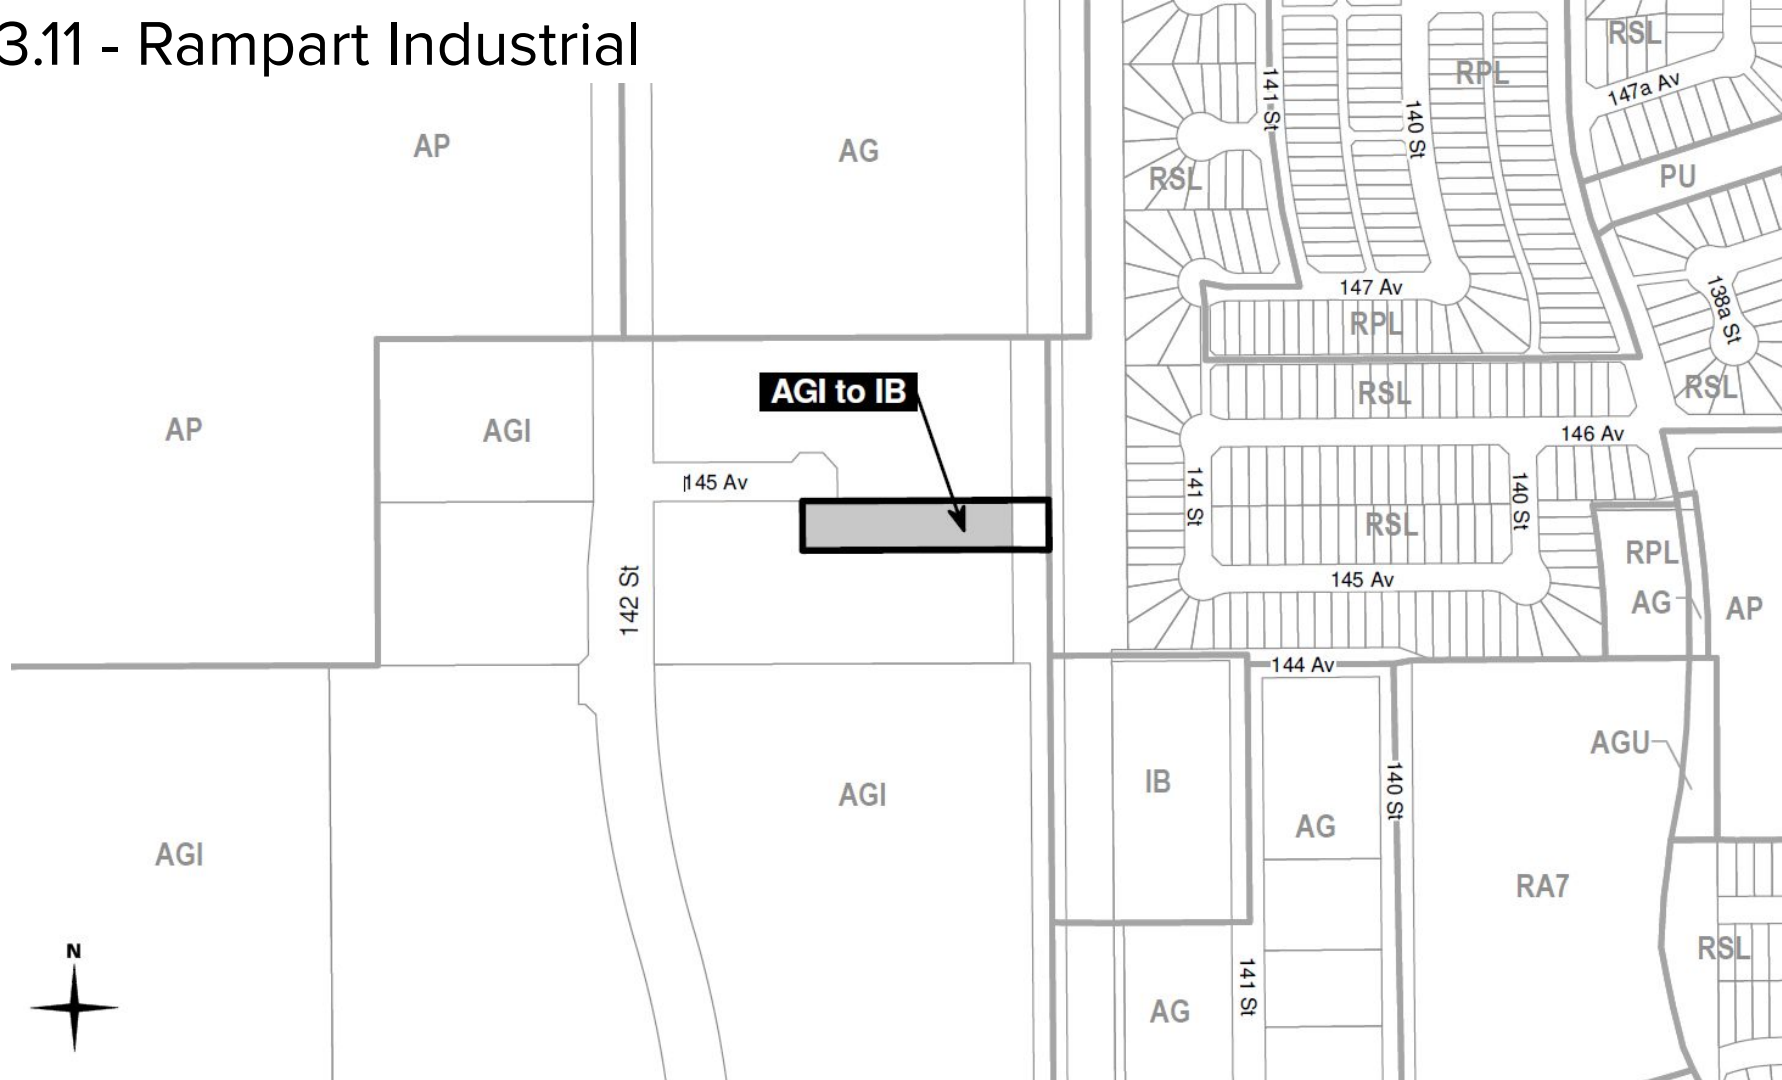 3.11 - Rampart Industrial
RSL
RPL
147a Av
141 St
140 St
AP
AG
RSL
PU
147 Av
138a St
RPL
AGI to IB
RSL
RSL
AP
AGI
146 Av
145 Av
141 St
140 St
RSL
RPL
145 Av
AG
AP
142 St
144 Av
AGU
IB
140 St
AGI
AG
AGI
RA7
RSL
N
141 St
AG